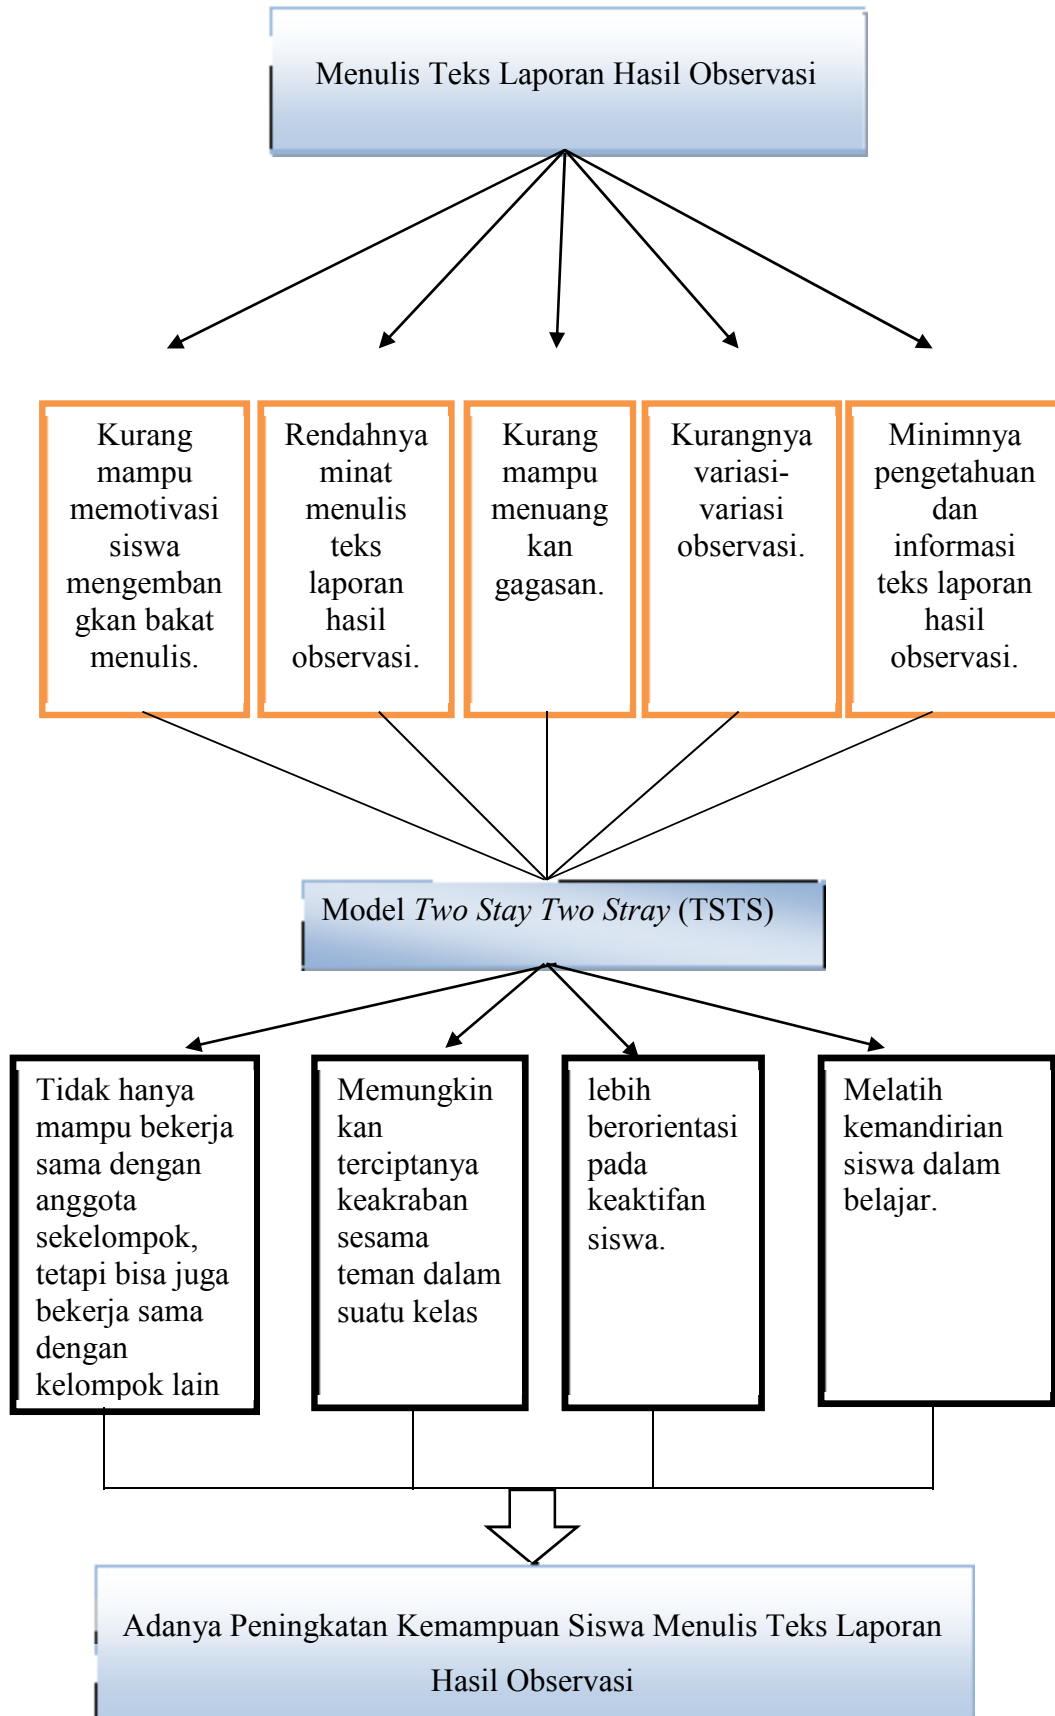 Menulis Teks Laporan Hasil Observasi
Kurang
mampu
memotivasi
siswa
mengemban
gkan bakat
menulis.
Rendahnya
minat
menulis
teks
laporan
hasil
observasi.
Kurang
mampu
menuang
kan
gagasan.
Kurangnya
variasi-
variasi
observasi.
Minimnya
pengetahuan
dan
informasi
teks laporan
hasil
observasi.
Model Two Stay Two Stray (TSTS)
Tidak hanya
mampu bekerja
sama dengan
anggota
sekelompok,
tetapi bisa juga
bekerja sama
dengan
kelompok lain
Memungkin
kan
terciptanya
keakraban
sesama
teman dalam
suatu kelas
lebih
berorientasi
pada
keaktifan
siswa.
Melatih
kemandirian
siswa dalam
belajar.
Adanya Peningkatan Kemampuan Siswa Menulis Teks Laporan
Hasil Observasi